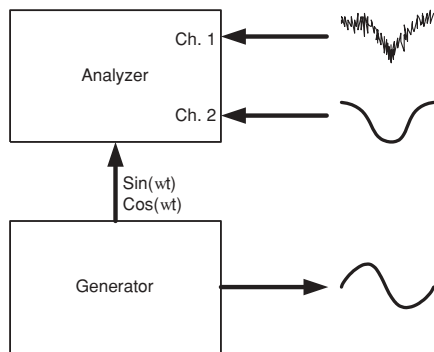 Ch. 1
Analyzer
Ch. 2
Sin(wt)
Cos(wt)
Generator